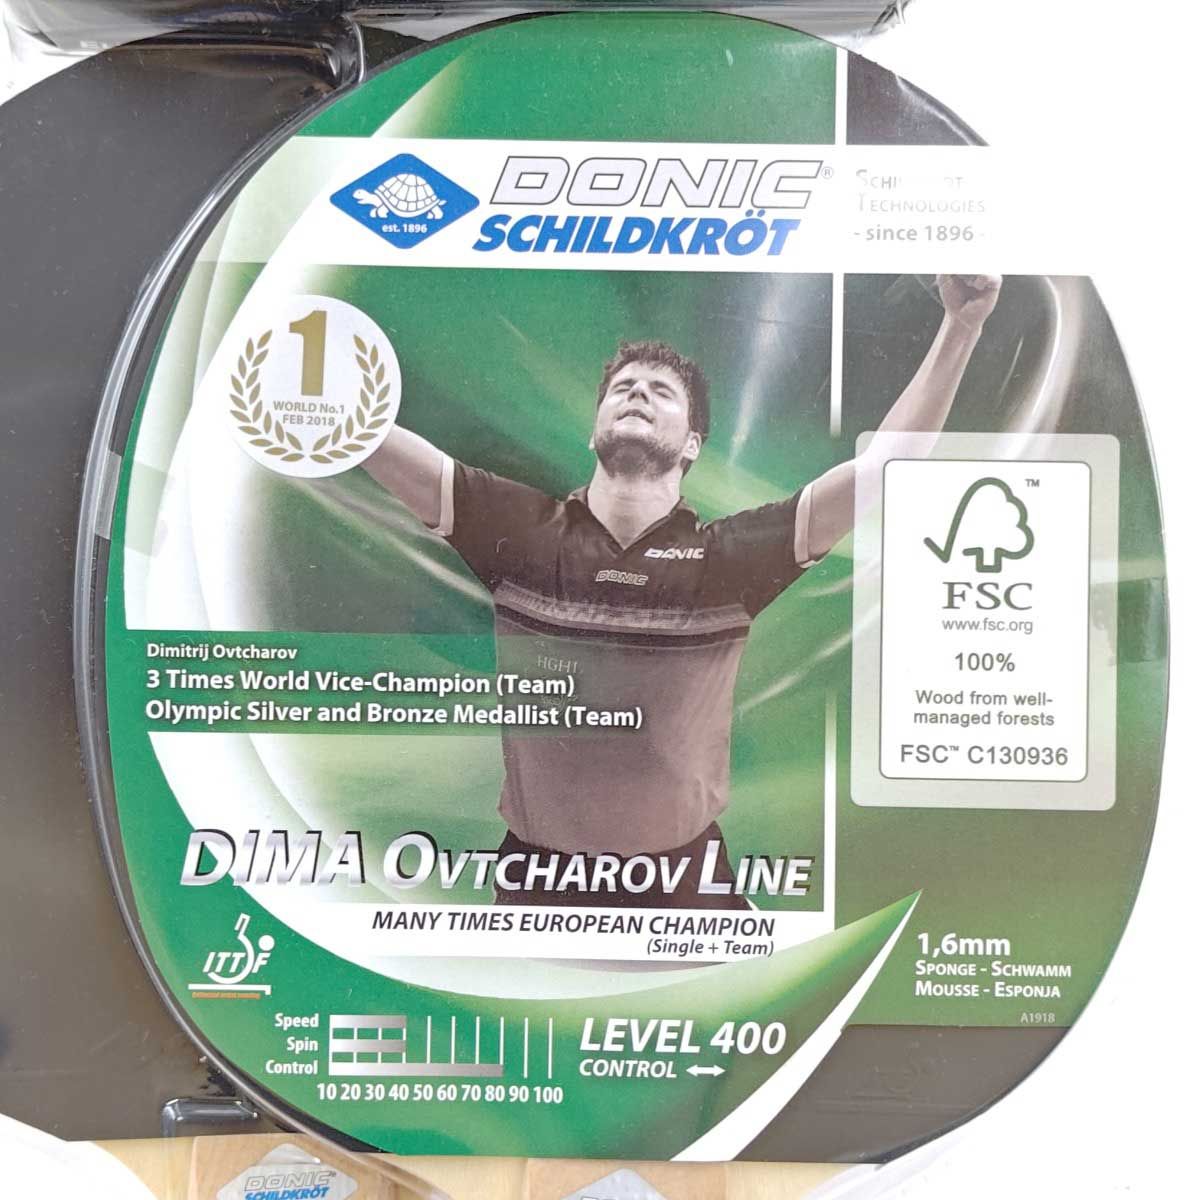 DONIC®
SCHILDKRÖT
est. 1896
SCHILDKRÖT
TECHNOLOGIES
- since 1896 -
1
WORLD No.1
FEB 2018
DONIC
DONIC
TM
FSC
www.fsc.org
100%
Wood from well-
managed forests
FSC™ C130936
Dimitrij Ovtcharov
3 Times World Vice-Champion (Team)
Olympic Silver and Bronze Medallist (Team)
DIMA OVTCHAROV LINE
MANY TIMES EUROPEAN CHAMPION
(Single + Team)
ITTF
1,6mm
SPONGE - SCHWAMM
MOUSSE - ESPONJA
A1918
Speed
Spin
Control
10 20 30 40 50 60 70 80 90 100
LEVEL 400
CONTROL
DONIC
SCHILDKRÖT
DONIC